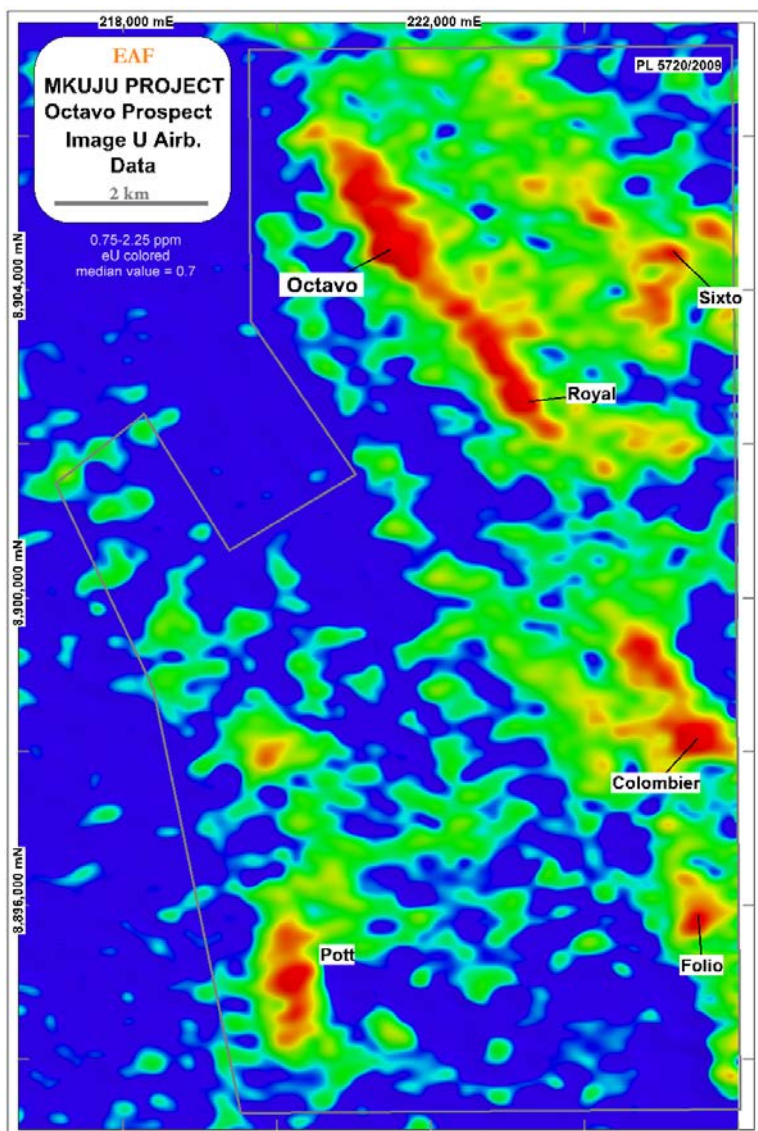 218,000 mE
222,000 mE
EAF
MKUJU PROJECT
Octavo Prospect
Image U Airb.
Data
2 km
PL 5720/2009
0.75-2.25 ppm
eU colored
median value = 0.7
8,904,000 mN
Octavo
Sixto
Royal
8,900,000 mN
Colombier
8,896,000 mN
Pott
Folio